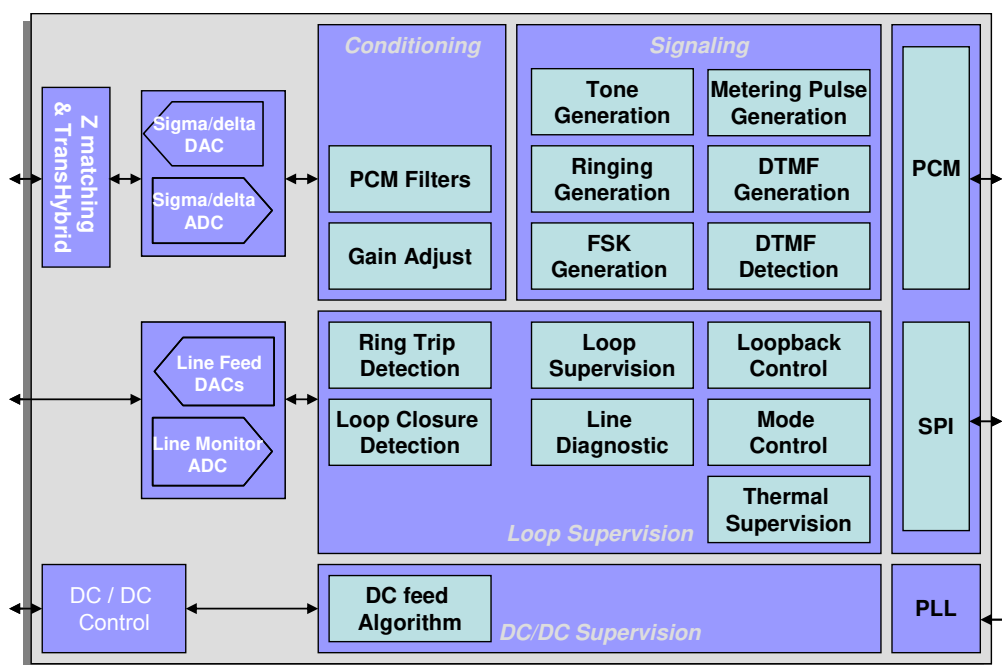 Conditioning
Signaling
Z matching
& TransHybrid
Sigma/delta
DAC
Sigma/delta
ADC
PCM Filters
Gain Adjust
Tone
Generation
Metering Pulse
Generation
Ringing
Generation
DTMF
Generation
FSK
Generation
DTMF
Detection
PCM
Line Feed
DACs
Line Monitor
ADC
Ring Trip
Detection
Loop
Supervision
Loopback
Control
Loop Closure
Detection
Line
Diagnostic
Mode
Control
Thermal
Supervision
Loop Supervision
SPI
DC / DC
Control
DC feed
Algorithm
DC/DC Supervision
PLL